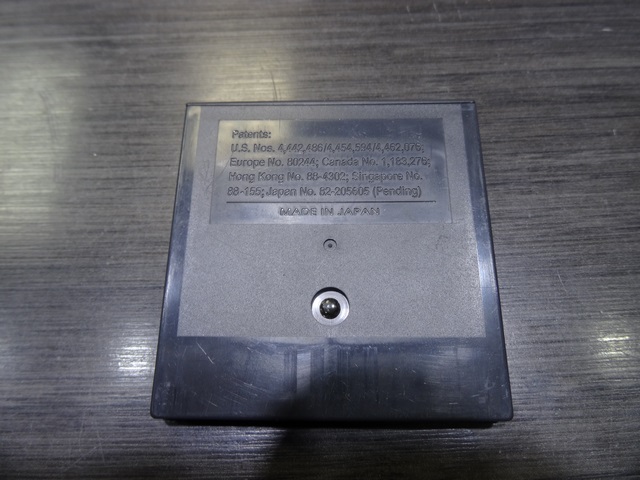 Patents:
U.S. Nos. 4,442,486/4,454,594/4,462,076;
Europe No. 80244; Canada No. 1,183,276;
Hong Kong No. 88-4302; Singapore No.
88-155; Japan No. 82-205605 (Pending)
MADE IN JAPAN